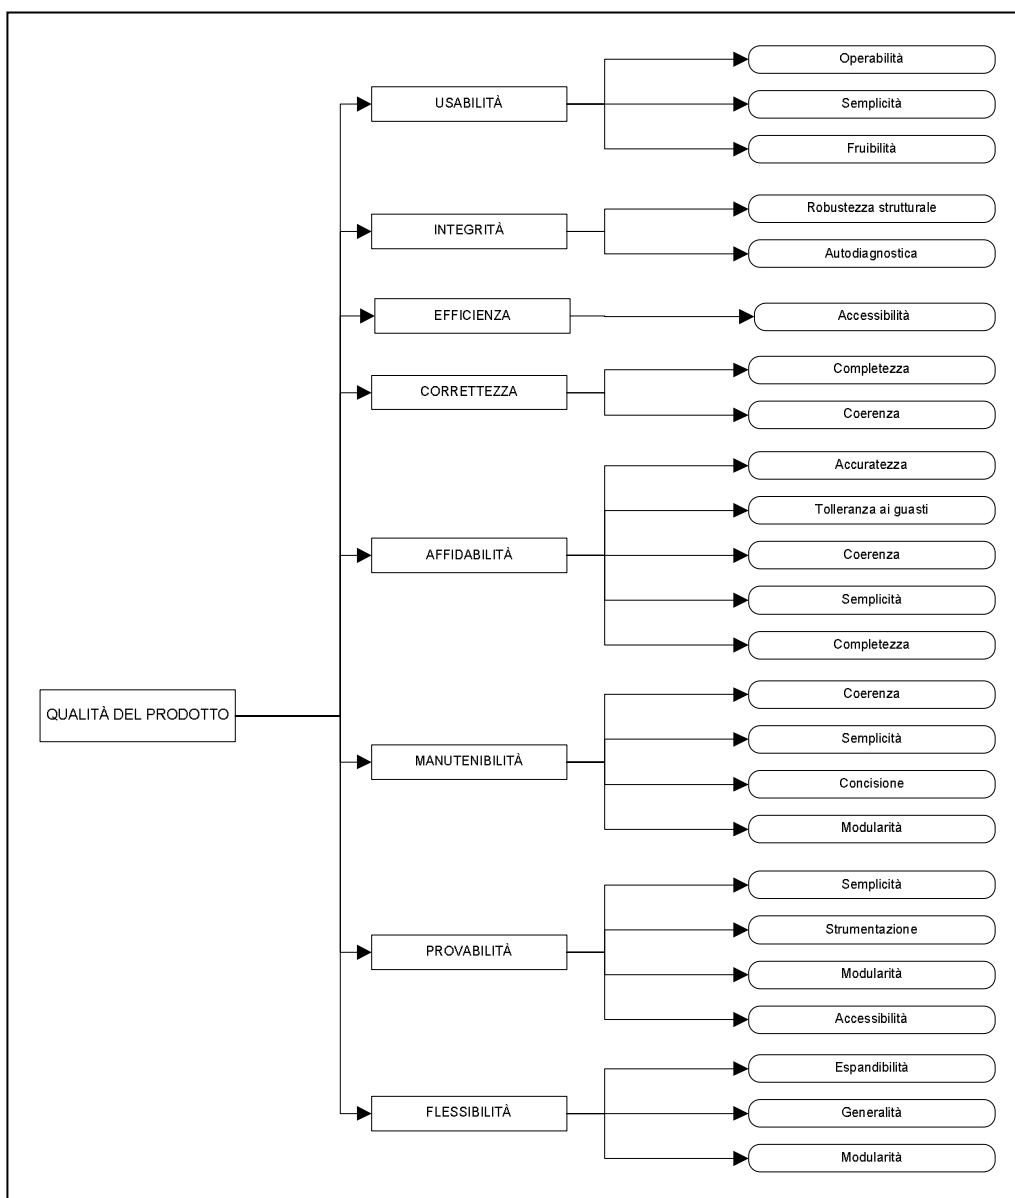 QUALITÀ DEL PRODOTTO
USABILITÀ
Operabilità
Semplicità
Fruibilità
INTEGRITÀ
Robustezza strutturale
Autodiagnostica
EFFICIENZA
Accessibilità
CORRETTEZZA
Completezza
Coerenza
AFFIDABILITÀ
Accuratezza
Tolleranza ai guasti
Coerenza
Semplicità
Completezza
MANUTENIBILITÀ
Coerenza
Semplicità
Concisione
Modularità
PROVABILITÀ
Semplicità
Strumentazione
Modularità
Accessibilità
FLESSIBILITÀ
Espandibilità
Generalità
Modularità